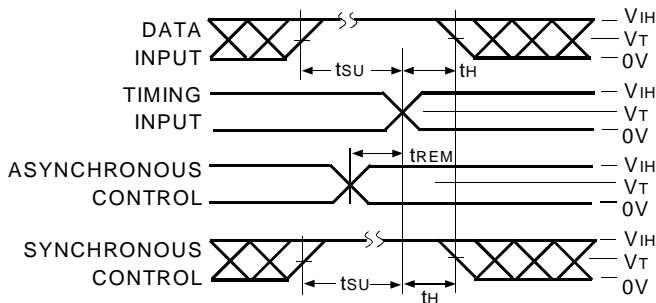 DATA
INPUT
tSU
tH
VIH
VT
0V
TIMING
INPUT
VIH
VT
0V
ASYNCHRONOUS
CONTROL
tREM
VIH
VT
0V
SYNCHRONOUS
CONTROL
tSU
tH
VIH
VT
0V